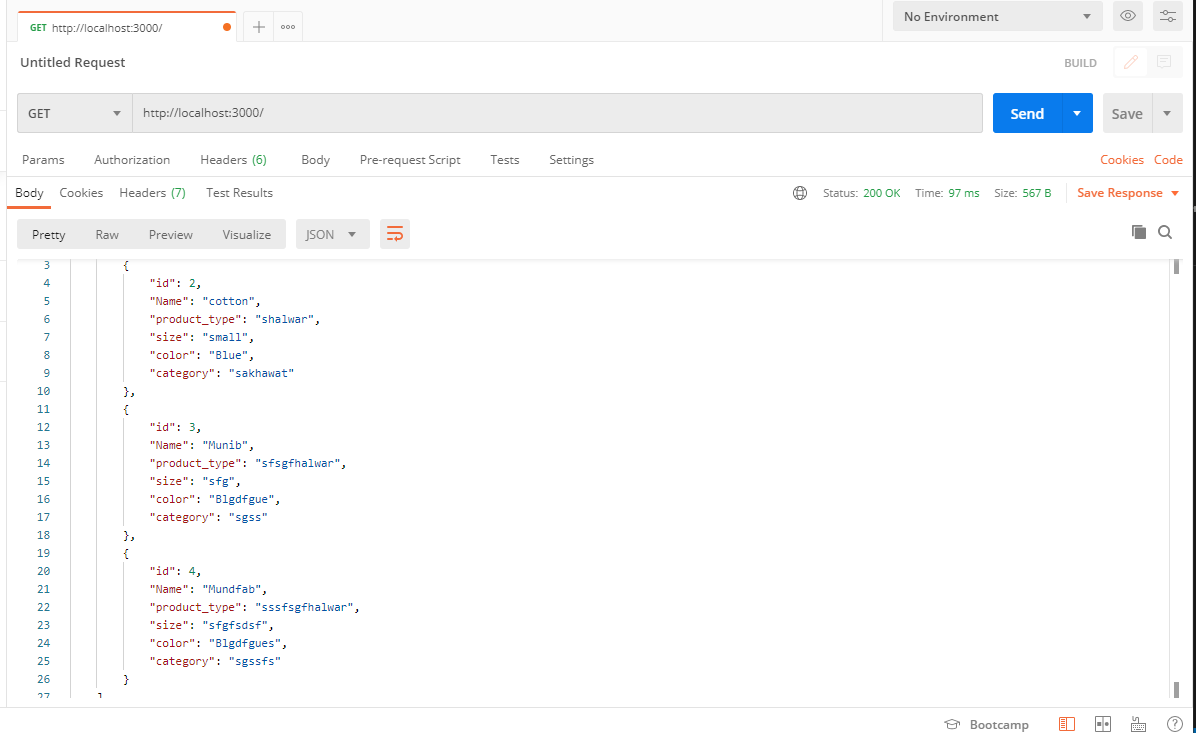 GET http://localhost:3000/
No Environment
Untitled Request
BUILD
GET http://localhost:3000/ Send Save
Params Authorization Headers (6) Body Pre-request Script Tests Settings Cookies Code
Body Cookies Headers (7) Test Results Status: 200 OK Time: 97 ms Size: 567 B Save Response
Pretty Raw Preview Visualize JSON
3 {
4 "id": 2,
5 "Name": "cotton",
6 "product_type": "shalwar",
7 "size": "small",
8 "color": "Blue",
9 "category": "sakhawat"
10 },
11 {
12 "id": 3,
13 "Name": "Munib",
14 "product_type": "sfsgfhalwar",
15 "size": "sfg",
16 "color": "Blgdfgue",
17 "category": "sgss"
18 },
19 {
20 "id": 4,
21 "Name": "Mundfab",
22 "product_type": "sssfsgfhalwar",
23 "size": "sfgfsdsf",
24 "color": "Blgdfgues",
25 "category": "sgssfs"
26 }
27 ]
Bootcamp